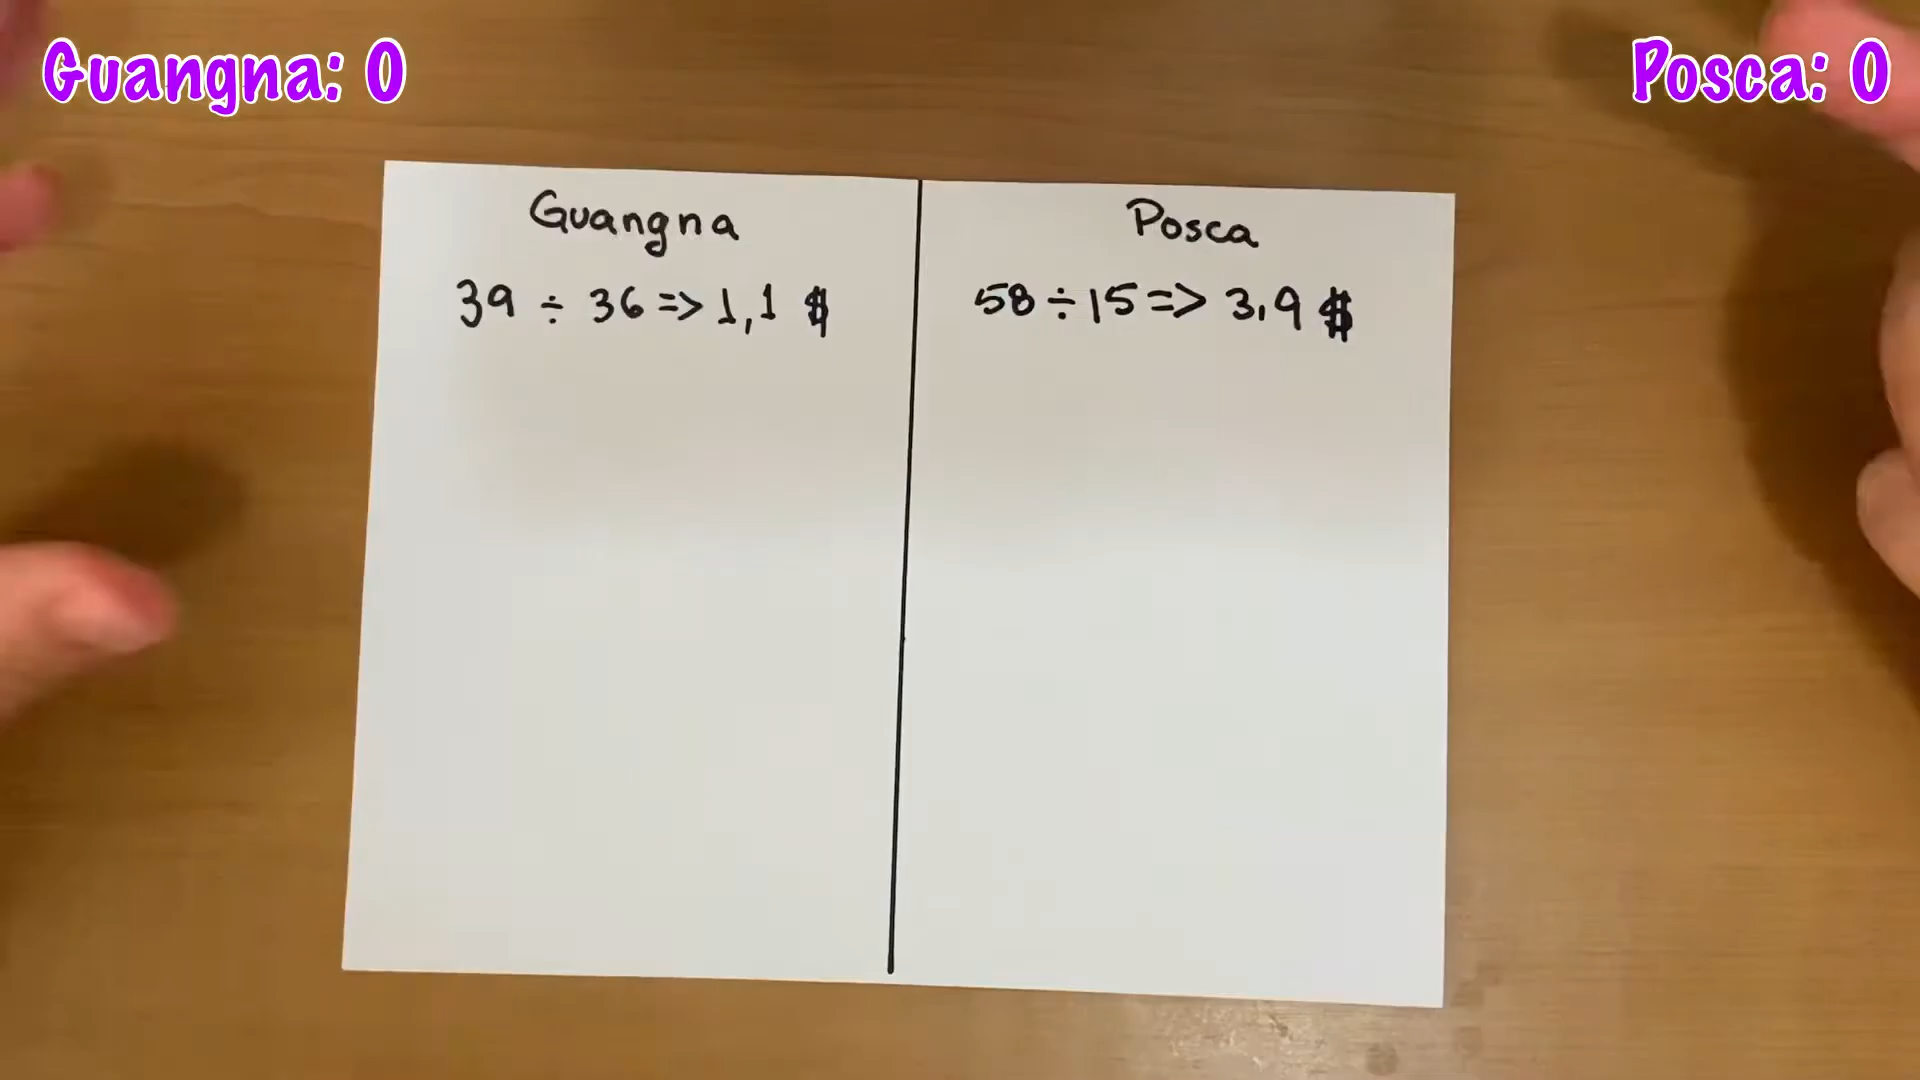 Guangna: 0
Posca: 0
Guangna
39 ÷ 36 => 1,1 $
Posca
58 ÷ 15 => 3,9 $